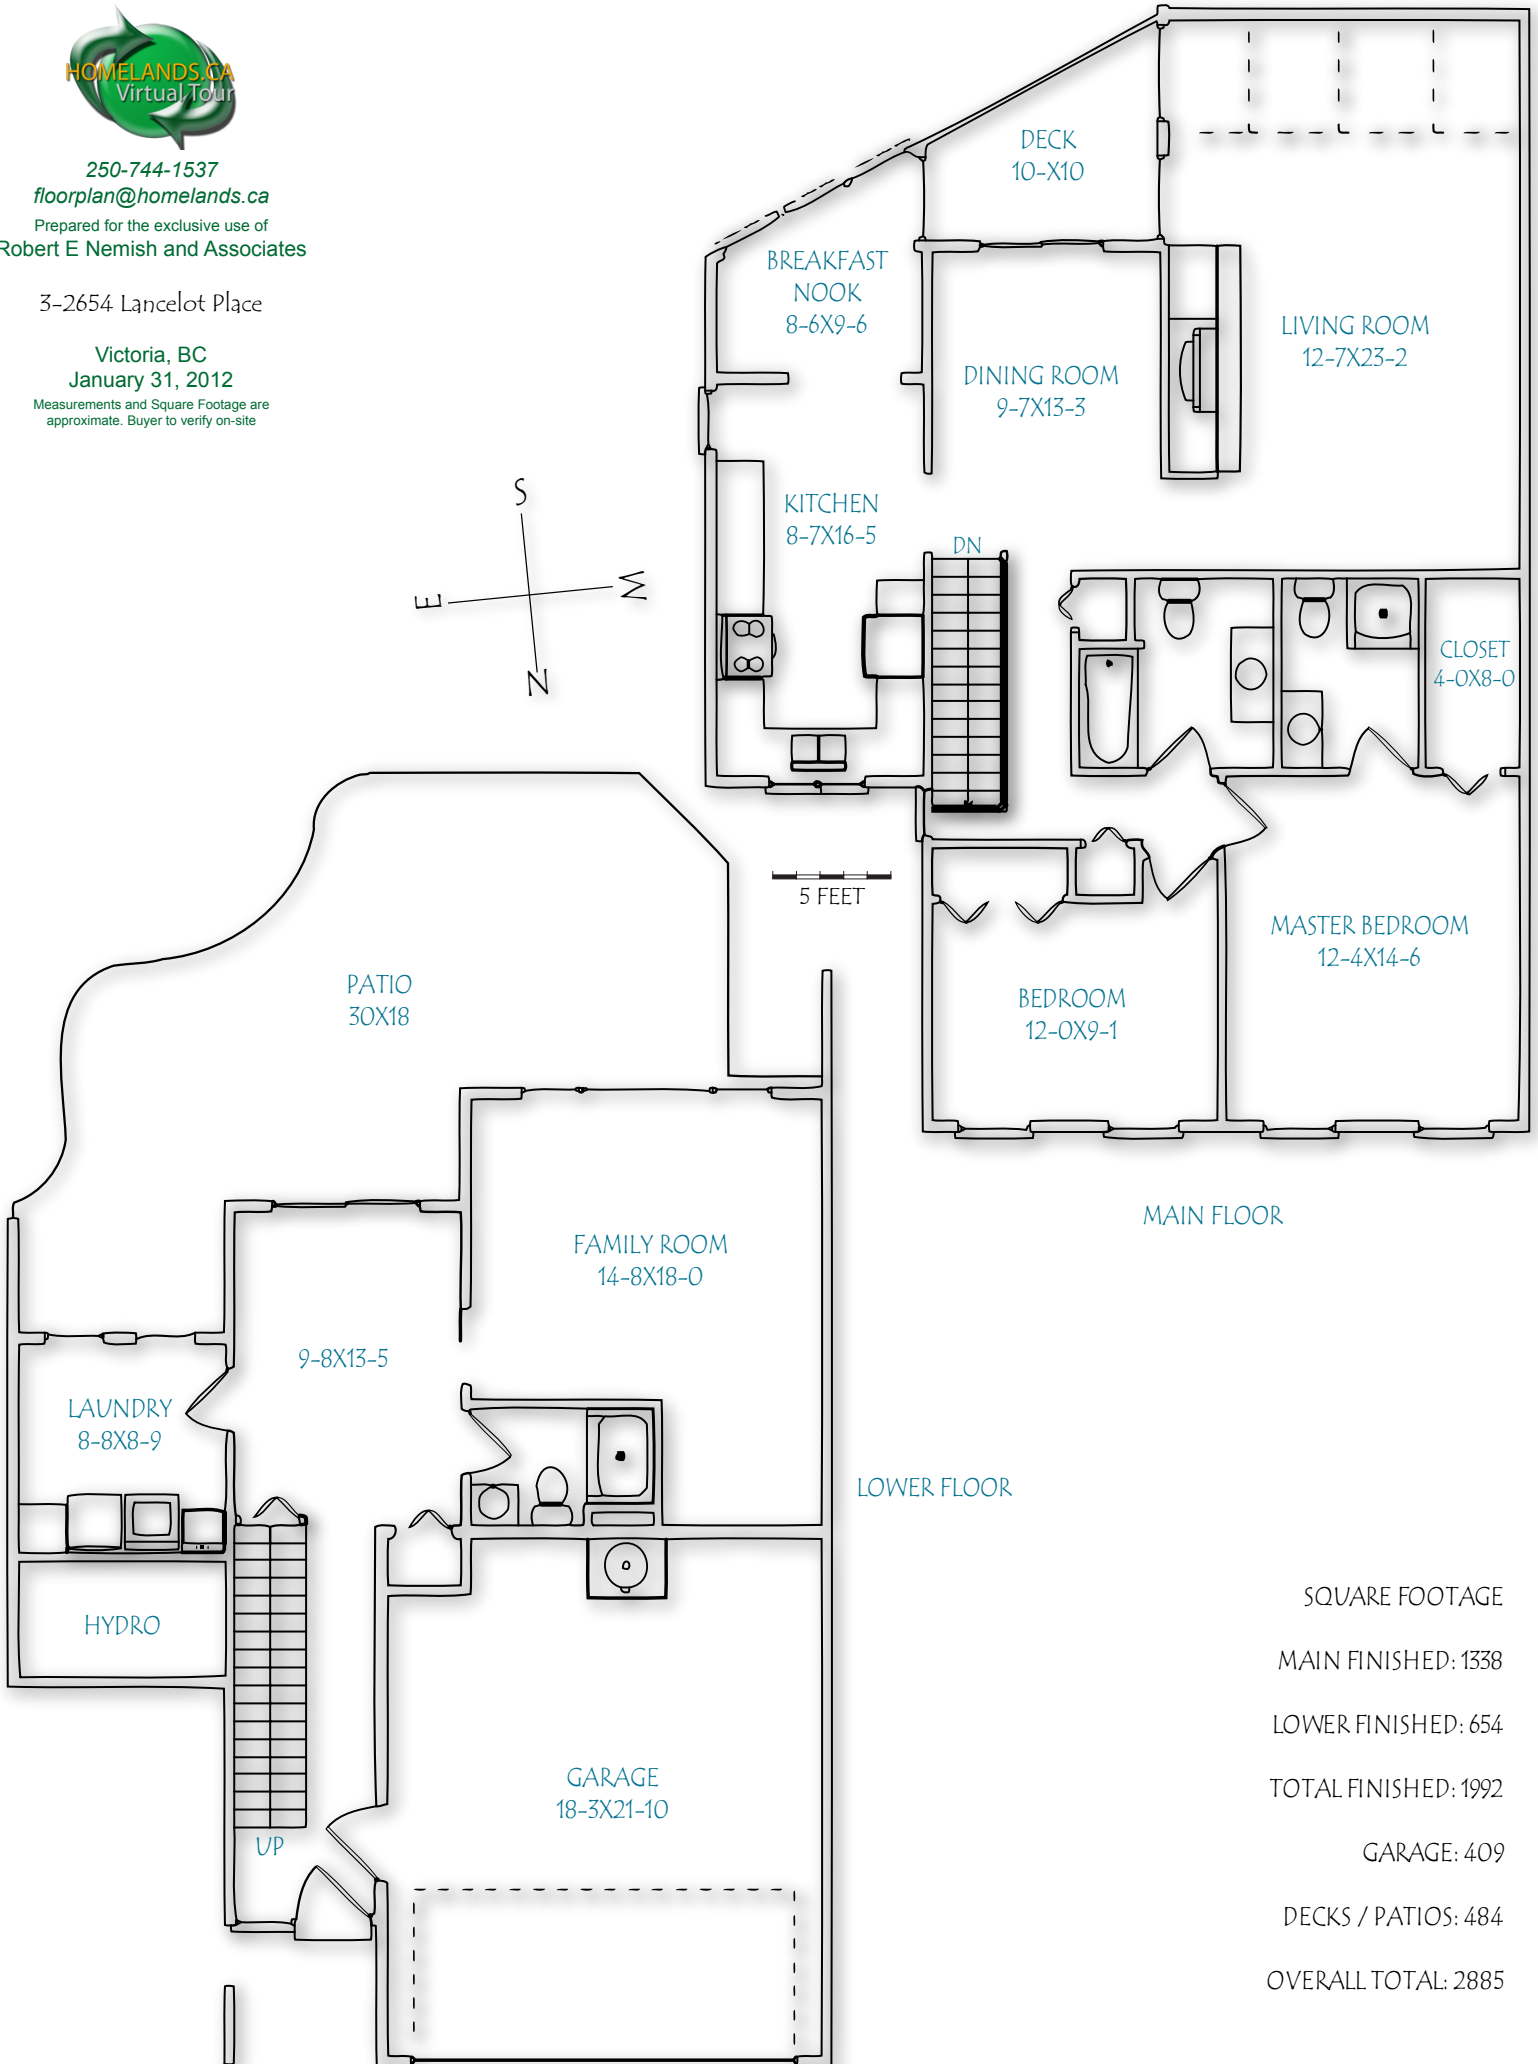 HOMELANDS.CA
Virtual Tour
250-744-1537
floorplan@homelands.ca
Prepared for the exclusive use of
Robert E Nemish and Associates
3-2654 Lancelot Place
Victoria, BC
January 31, 2012
Measurements and Square Footage are
approximate. Buyer to verify on-site
S
E
W
N
DECK
10-X10
BREAKFAST
NOOK
8-6X9-6
LIVING ROOM
12-7X23-2
DINING ROOM
9-7X13-3
KITCHEN
8-7X16-5
DN
CLOSET
4-0X8-0
5 FEET
MASTER BEDROOM
12-4X14-6
BEDROOM
12-0X9-1
MAIN FLOOR
PATIO
30X18
FAMILY ROOM
14-8X18-0
9-8X13-5
LAUNDRY
8-8X8-9
LOWER FLOOR
HYDRO
GARAGE
18-3X21-10
UP
SQUARE FOOTAGE
MAIN FINISHED: 1338
LOWER FINISHED: 654
TOTAL FINISHED: 1992
GARAGE: 409
DECKS / PATIOS: 484
OVERALL TOTAL: 2885